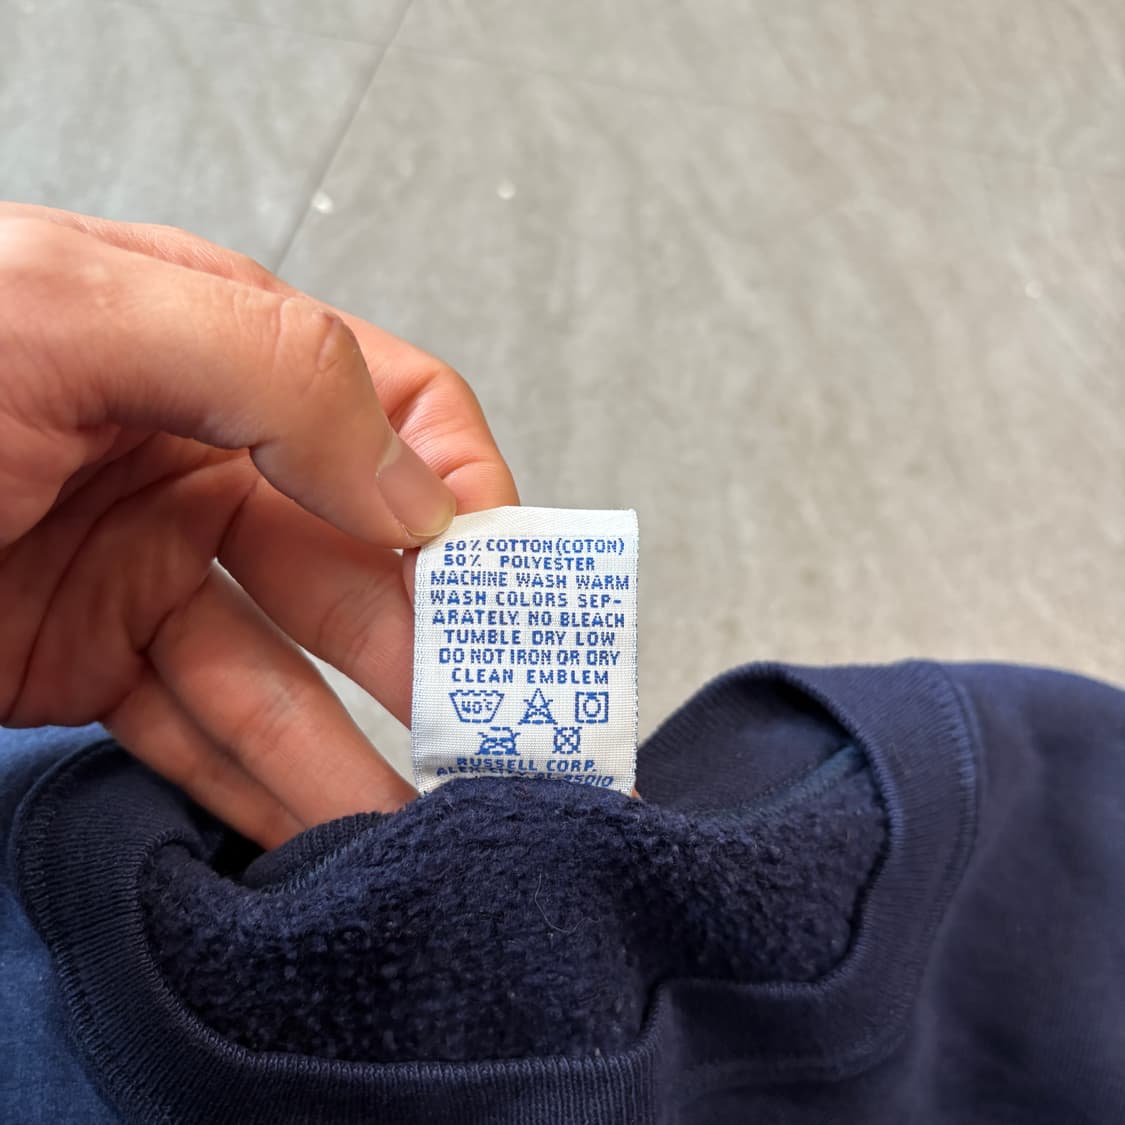 50% COTTON (COTON)
50% POLYESTER
MACHINE WASH WARM
WASH COLORS SEP-
ARATELY. NO BLEACH
TUMBLE DRY LOW
DO NOT IRON OR DRY
CLEAN EMBLEM
40°C
RUSSELL CORP.
35010